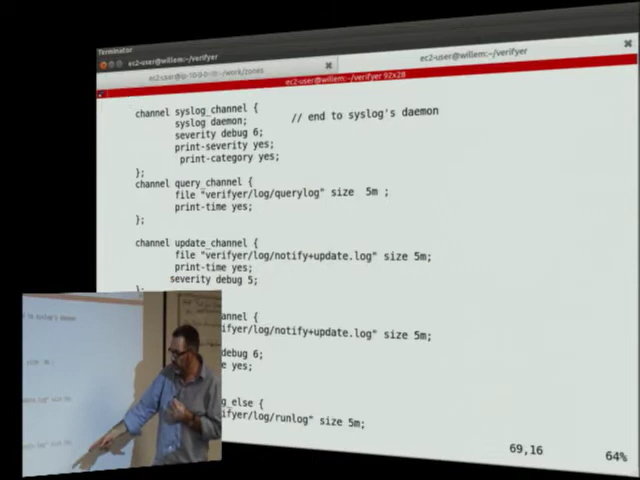 Terminator
ec2-user@willem:~/verifyer
ec2-user@willem:~/verifyer
ec2-user@willem:~/verifyer 92x28
channel syslog_channel {
syslog daemon; // end to syslog's daemon
severity debug 6;
print-severity yes;
print-category yes;
};
channel query_channel {
file "verifyer/log/querylog" size 5m ;
print-time yes;
};
channel update_channel {
file "verifyer/log/notify+update.log" size 5m;
print-time yes;
severity debug 5;
};
annel {
ifyer/log/notify+update.log" size 5m;
ebug 6;
e yes;
g_else {
ifyer/log/runlog" size 5m;
69,16 64%